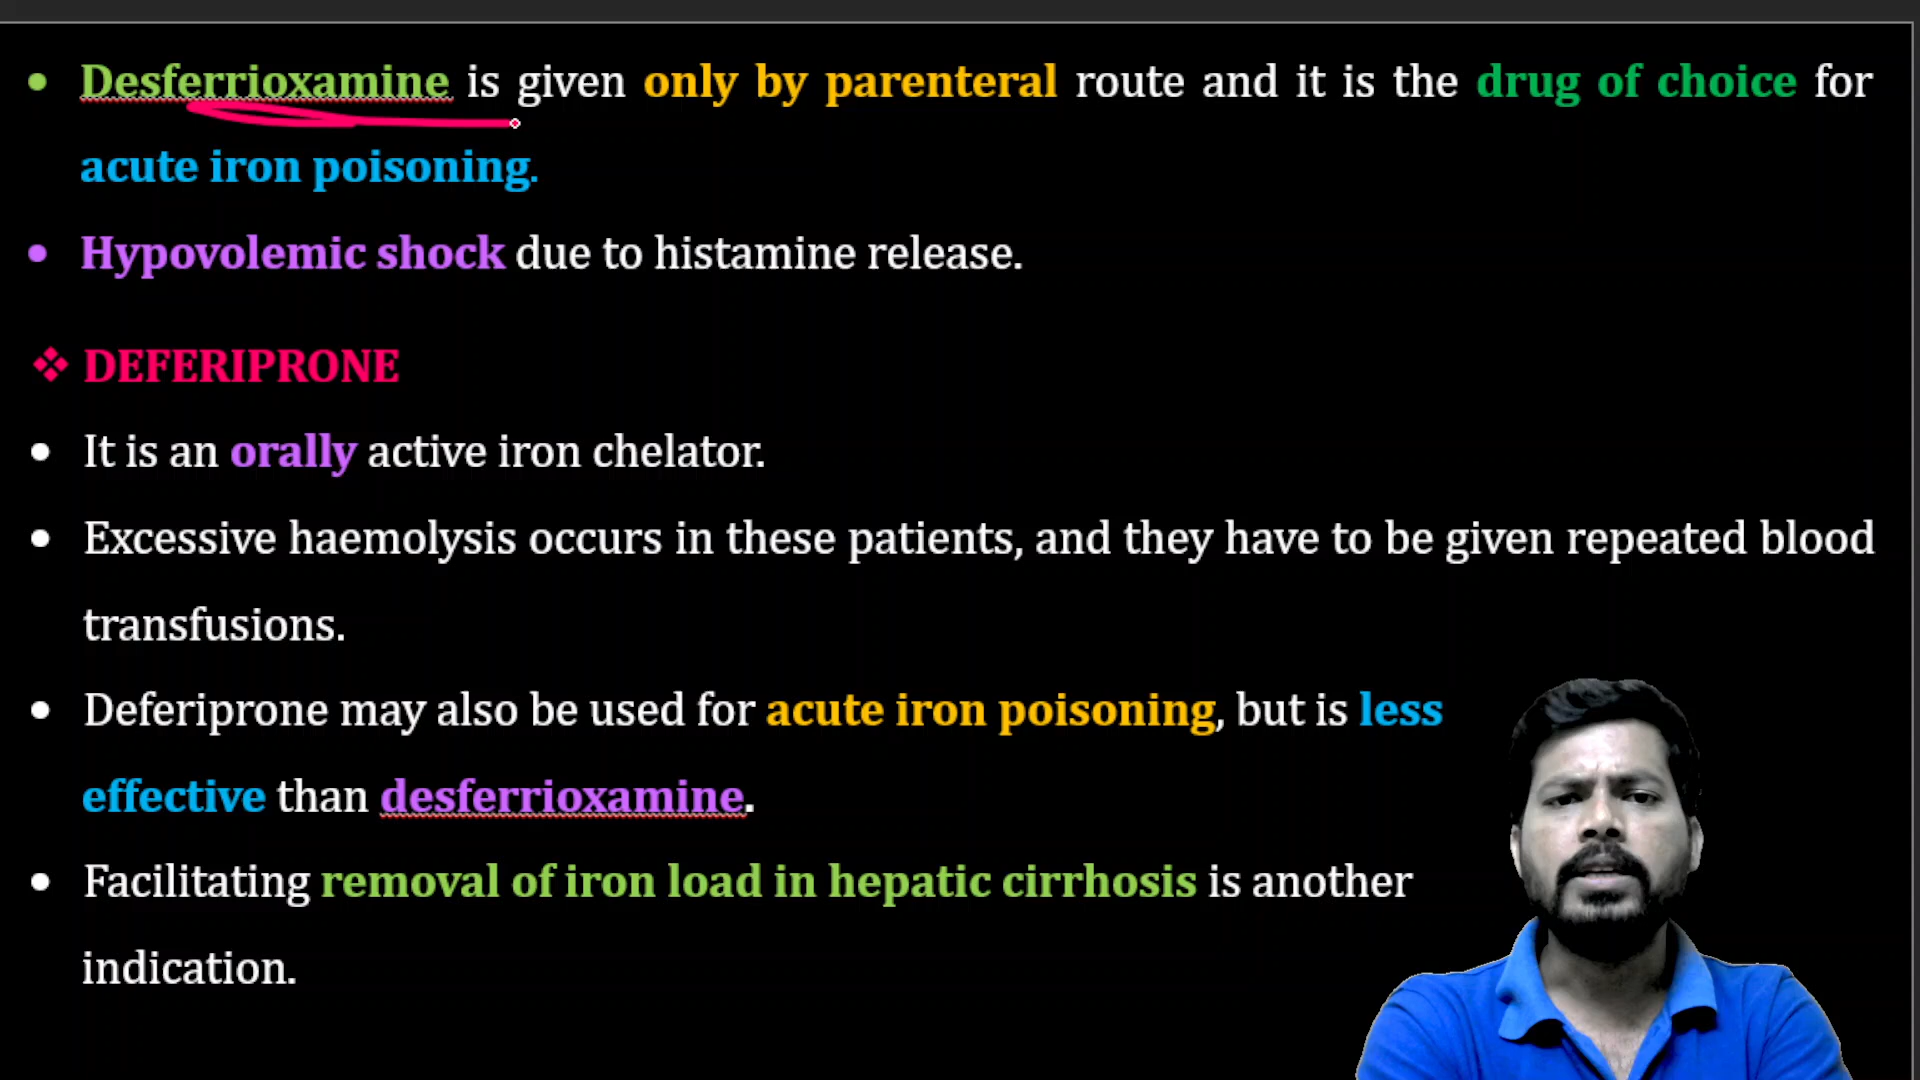 • Desferrioxamine is given only by parenteral route and it is the drug of choice for
acute iron poisoning.
• Hypovolemic shock due to histamine release.
❖ DEFERIPRONE
• It is an orally active iron chelator.
• Excessive haemolysis occurs in these patients, and they have to be given repeated blood
transfusions.
• Deferiprone may also be used for acute iron poisoning, but is less
effective than desferrioxamine.
• Facilitating removal of iron load in hepatic cirrhosis is another
indication.